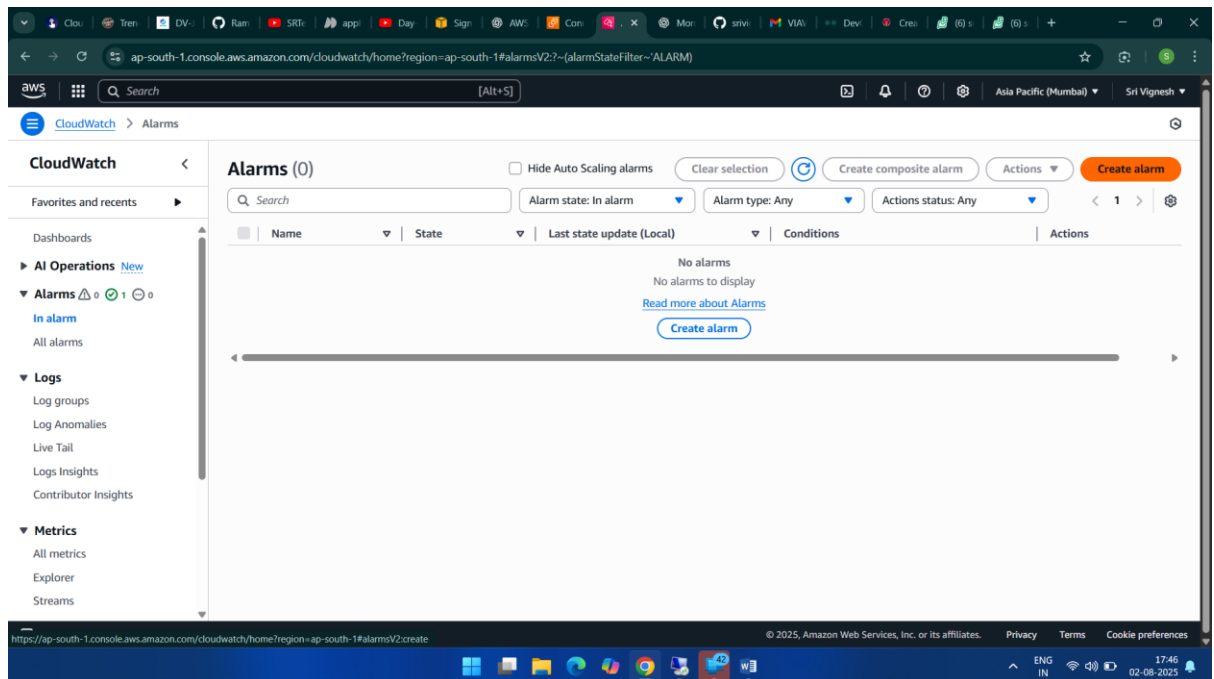 Clou
Tren
DV-
Ram
SRTe
appl
Day
Sign
AWS
Con
Mon
srivi
VIAV
Devi
Crea
(6) s
(6) s
ap-south-1.console.aws.amazon.com/cloudwatch/home?region=ap-south-1#alarmsV2:?~(alarmStateFilter~'ALARM)
S
aws
Search [Alt+S]
Asia Pacific (Mumbai)
Sri Vignesh
CloudWatch > Alarms
CloudWatch
Favorites and recents
Dashboards
AI Operations New
Alarms 0 1 0
In alarm
All alarms
Logs
Log groups
Log Anomalies
Live Tail
Logs Insights
Contributor Insights
Metrics
All metrics
Explorer
Streams
Alarms (0)
Hide Auto Scaling alarms
Clear selection
Create composite alarm
Actions
Create alarm
Search
Alarm state: In alarm
Alarm type: Any
Actions status: Any
< 1 >
Name
State
Last state update (Local)
Conditions
Actions
No alarms
No alarms to display
Read more about Alarms
Create alarm
https://ap-south-1.console.aws.amazon.com/cloudwatch/home?region=ap-south-1#alarmsV2:create
© 2025, Amazon Web Services, Inc. or its affiliates.
Privacy
Terms
Cookie preferences
42
ENG
IN
17:46
02-08-2025